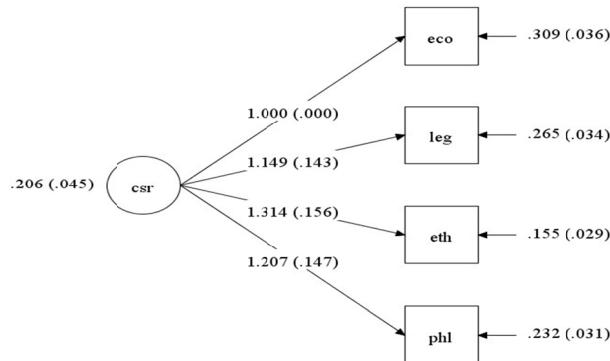 eco
.309 (.036)
1.000 (.000)
leg
.265 (.034)
1.149 (.143)
.206 (.045)
csr
1.314 (.156)
eth
.155 (.029)
1.207 (.147)
phl
.232 (.031)